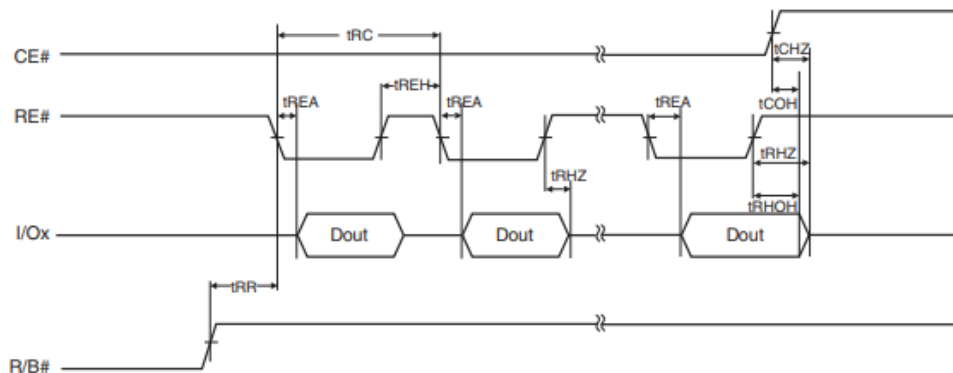 tRC
tCHZ
CE#
tREH
tREA
tREA
tREA
tCOH
RE#
tRHZ
tRHZ
tRHOH
I/Ox
Dout
Dout
Dout
tRR
R/B#